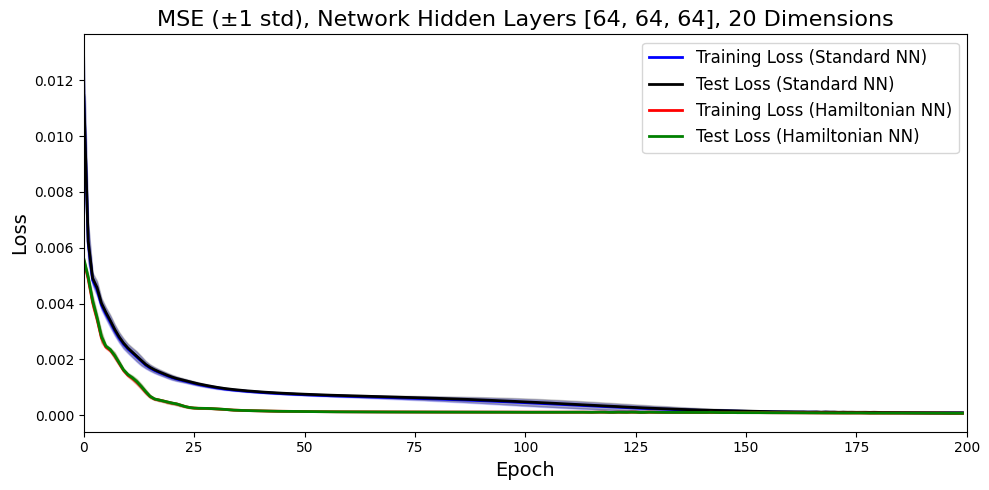 MSE (±1 std), Network Hidden Layers [64, 64, 64], 20 Dimensions
Training Loss (Standard NN)
Test Loss (Standard NN)
Training Loss (Hamiltonian NN)
Test Loss (Hamiltonian NN)
Loss
0.012
0.010
0.008
0.006
0.004
0.002
0.000
0 25 50 75 100 125 150 175 200
Epoch